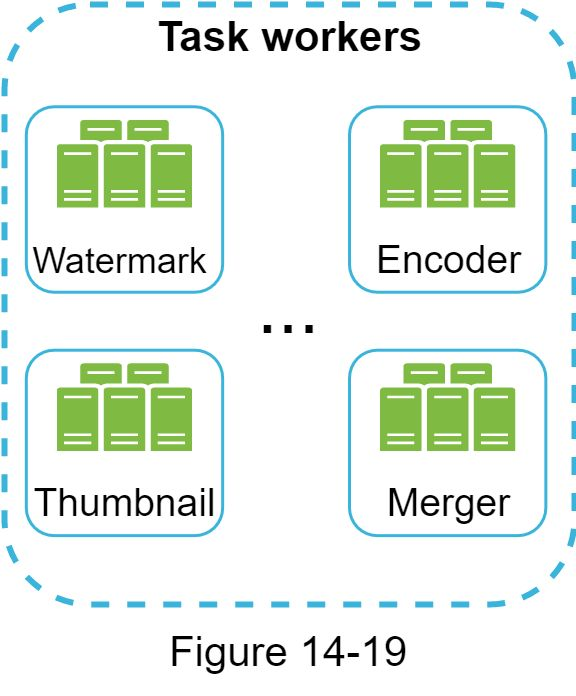 Task workers
Watermark
Encoder
...
Thumbnail
Merger
Figure 14-19